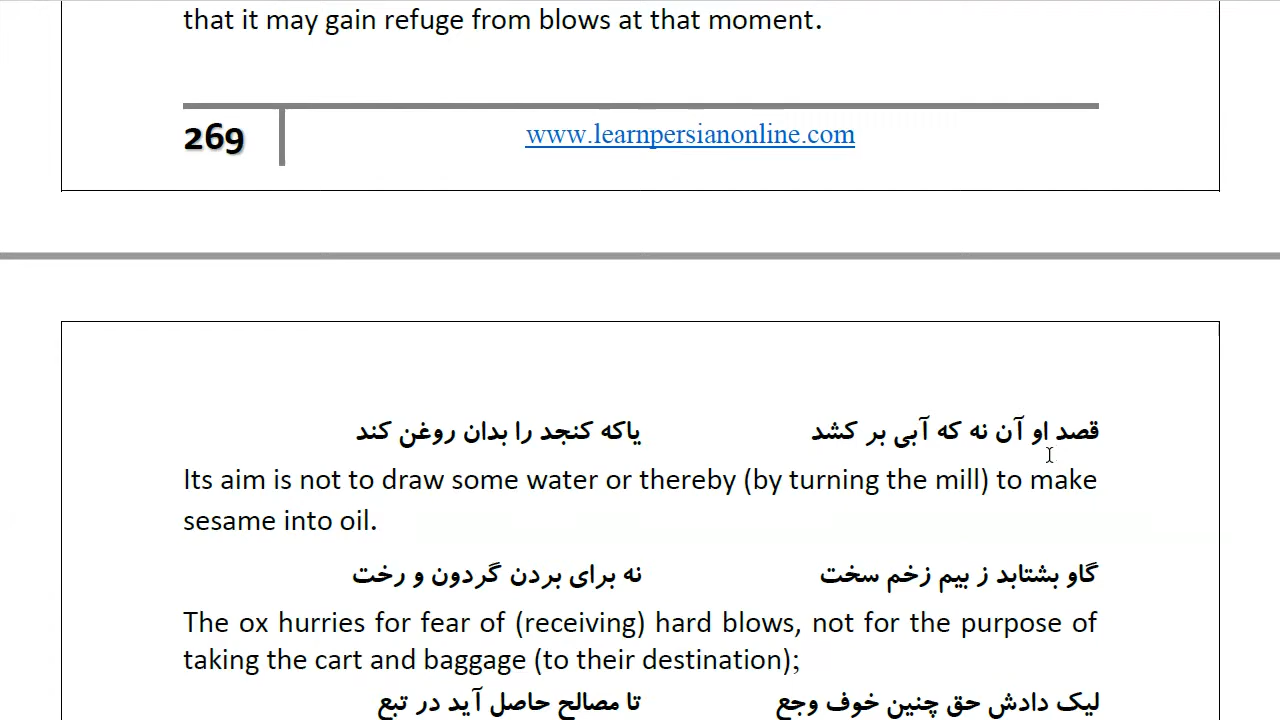 that it may gain refuge from blows at that moment.
269 www.learnpersianonline.com
قصد او آن نه که آبی بر کشد یاکه کنجد را بدان روغن کند
Its aim is not to draw some water or thereby (by turning the mill) to make
sesame into oil.
گاو بشتابد ز بیم زخم سخت نه برای بردن گردون و رخت
The ox hurries for fear of (receiving) hard blows, not for the purpose of
taking the cart and baggage (to their destination);
لیک دادش حق چنین خوف وجع تا مصالح حاصل آید در تبع